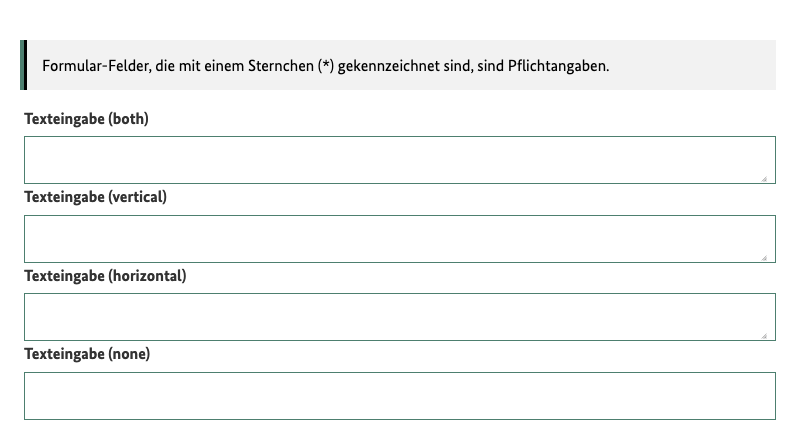 Formular-Felder, die mit einem Sternchen (*) gekennzeichnet sind, sind Pflichtangaben.
Texteingabe (both)
Texteingabe (vertical)
Texteingabe (horizontal)
Texteingabe (none)